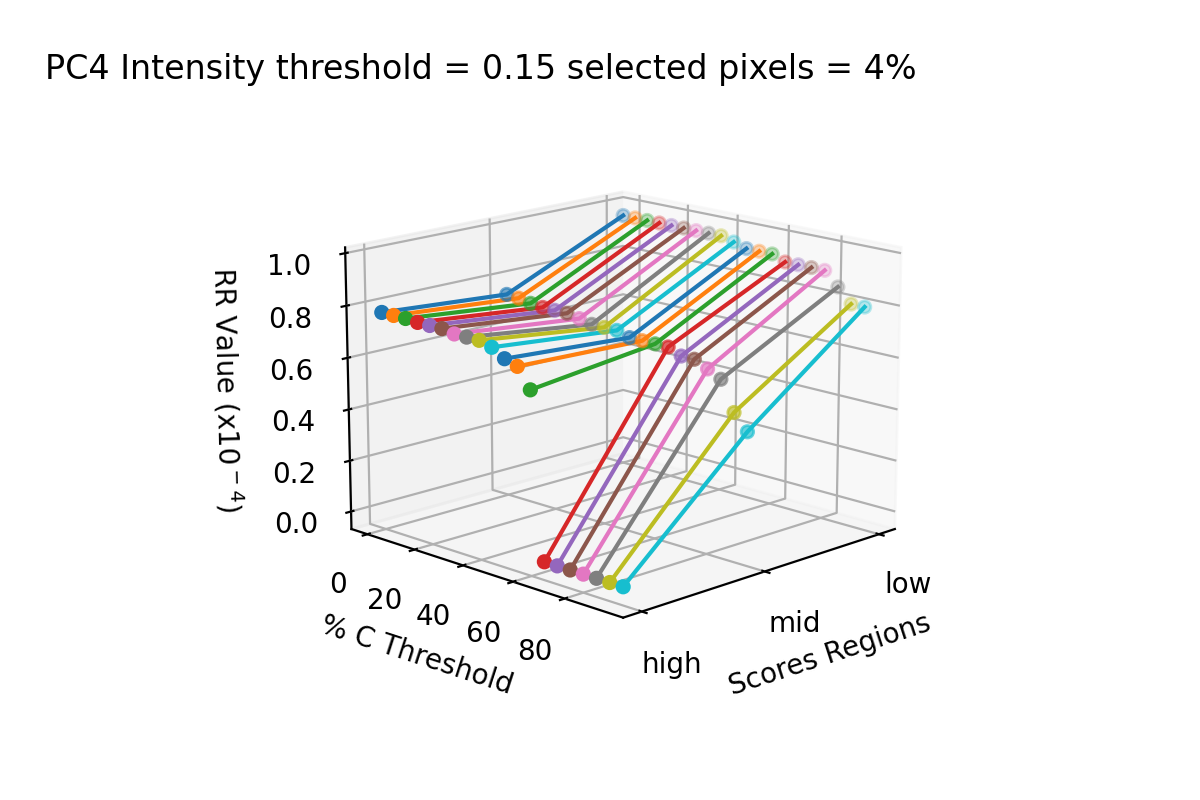 PC4 Intensity threshold = 0.15 selected pixels = 4%
1.0
0.8
0.6
0.4
0.2
0.0
RR Value (x10⁻⁴)
0
20
40
60
80
% C Threshold
high
mid
low
Scores Regions